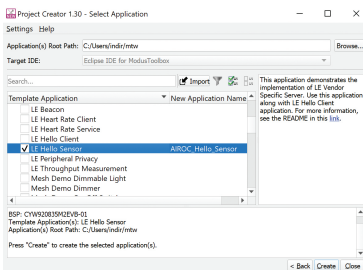 Project Creator 1.30 - Select Application
Settings Help
Application(s) Root Path: C:/Users/indir/mtw Browse...
Target IDE: Eclipse IDE for ModusToolbox
Search... Import
Template Application New Application Name
LE Beacon
LE Heart Rate Client
LE Heart Rate Service
LE Hello Client
LE Hello Sensor AIROC_Hello_Sensor
LE Peripheral Privacy
LE Throughput Measurement
Mesh Demo Dimmable Light
Mesh Demo Dimmer
This application demonstrates the
implementation of LE Vendor
Specific Server. Use this application
along with LE Hello Client
application. For more information,
see the README in this link.
BSP: CYW920835M2EVB-01
Template Application(s): LE Hello Sensor
Application(s) Root Path: C:/Users/indir/mtw
Press "Create" to create the selected application(s).
< Back Create Close